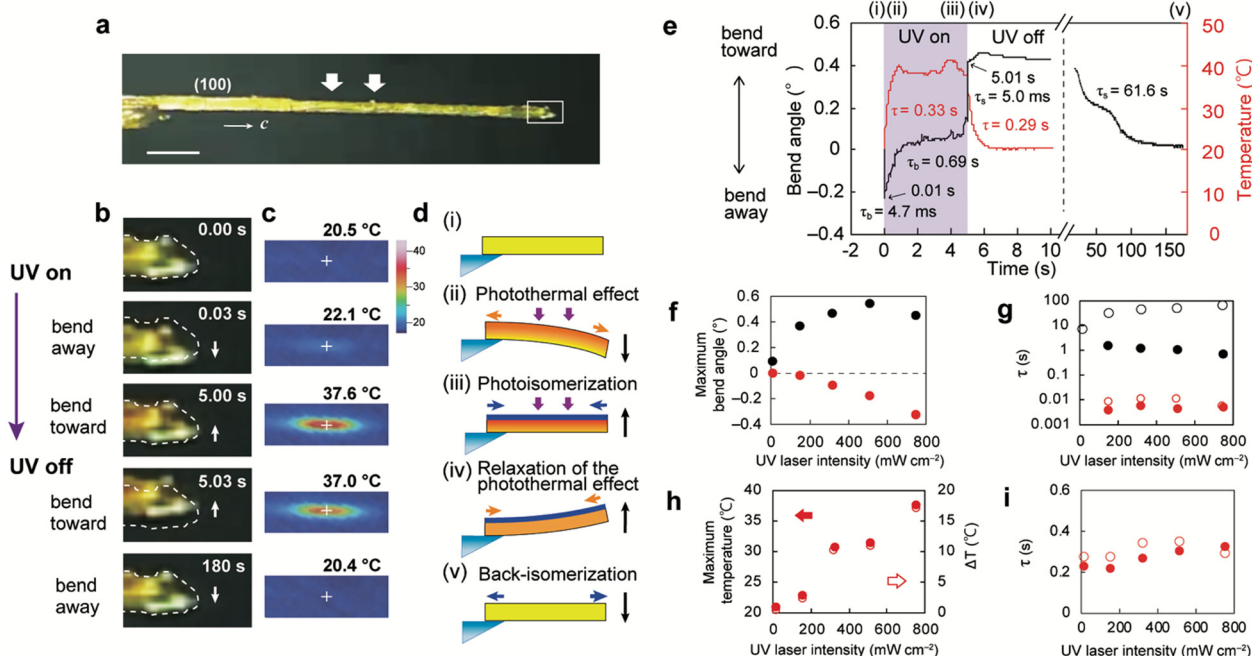 a
(100)
c
b
UV on
bend
away
bend
toward
UV off
bend
toward
bend
away
0.00 s
0.03 s
5.00 s
5.03 s
180 s
c
20.5 °C
22.1 °C
37.6 °C
37.0 °C
20.4 °C
40
30
20
d
(i)
(ii)
Photothermal effect
(iii)
Photoisomerization
(iv)
Relaxation of the
photothermal effect
(v)
Back-isomerization
e
bend
toward
bend
away
(i)(ii) (iii) (iv) (v)
UV on UV off
Bend angle (°)
0.6
0.4
0.2
0
−0.2
−0.4
Temperature (°C)
50
40
30
20
10
0
5.01 s
τs = 5.0 ms
τs = 61.6 s
τ = 0.33 s
τ = 0.29 s
τb = 0.69 s
0.01 s
τb = 4.7 ms
−2 0 2 4 6 8 10 50 100 150
Time (s)
f
Maximum
bend angle (°)
0.6
0.4
0.2
0
−0.2
−0.4
0 200 400 600 800
UV laser intensity (mW cm−2)
g
τ (s)
100
10
1
0.1
0.01
0.001
0 200 400 600 800
UV laser intensity (mW cm−2)
h
Maximum
temperature (°C)
40
35
30
25
20
ΔT (°C)
20
15
10
5
0
0 200 400 600 800
UV laser intensity (mW cm−2)
i
τ (s)
0.6
0.4
0.2
0
0 200 400 600 800
UV laser intensity (mW cm−2)